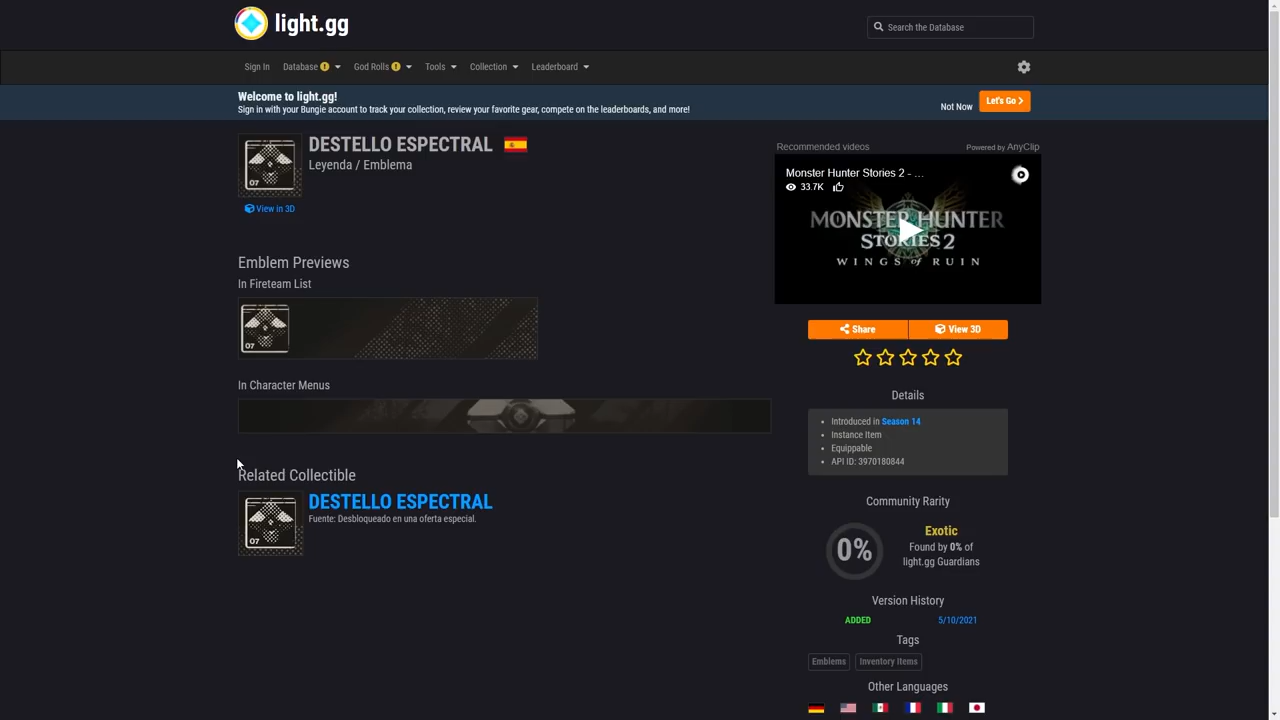 light.gg
Search the Database
Sign In Database ! God Rolls ! Tools Collection Leaderboard
Welcome to light.gg!
Sign in with your Bungie account to track your collection, review your favorite gear, compete on the leaderboards, and more!
Not Now Let's Go
DESTELLO ESPECTRAL
Leyenda / Emblema
07
View in 3D
Recommended videos Powered by AnyClip
Monster Hunter Stories 2 - ...
33.7K
MONSTER HUNTER
STORIES 2
WINGS of RUIN
Emblem Previews
In Fireteam List
07
In Character Menus
Related Collectible
DESTELLO ESPECTRAL
Fuente: Desbloqueado en una oferta especial.
07
Share View 3D
Details
Introduced in Season 14
Instance Item
Equippable
API ID: 3970180844
Community Rarity
0%
Exotic
Found by 0% of
light.gg Guardians
Version History
ADDED 5/10/2021
Tags
Emblems Inventory Items
Other Languages